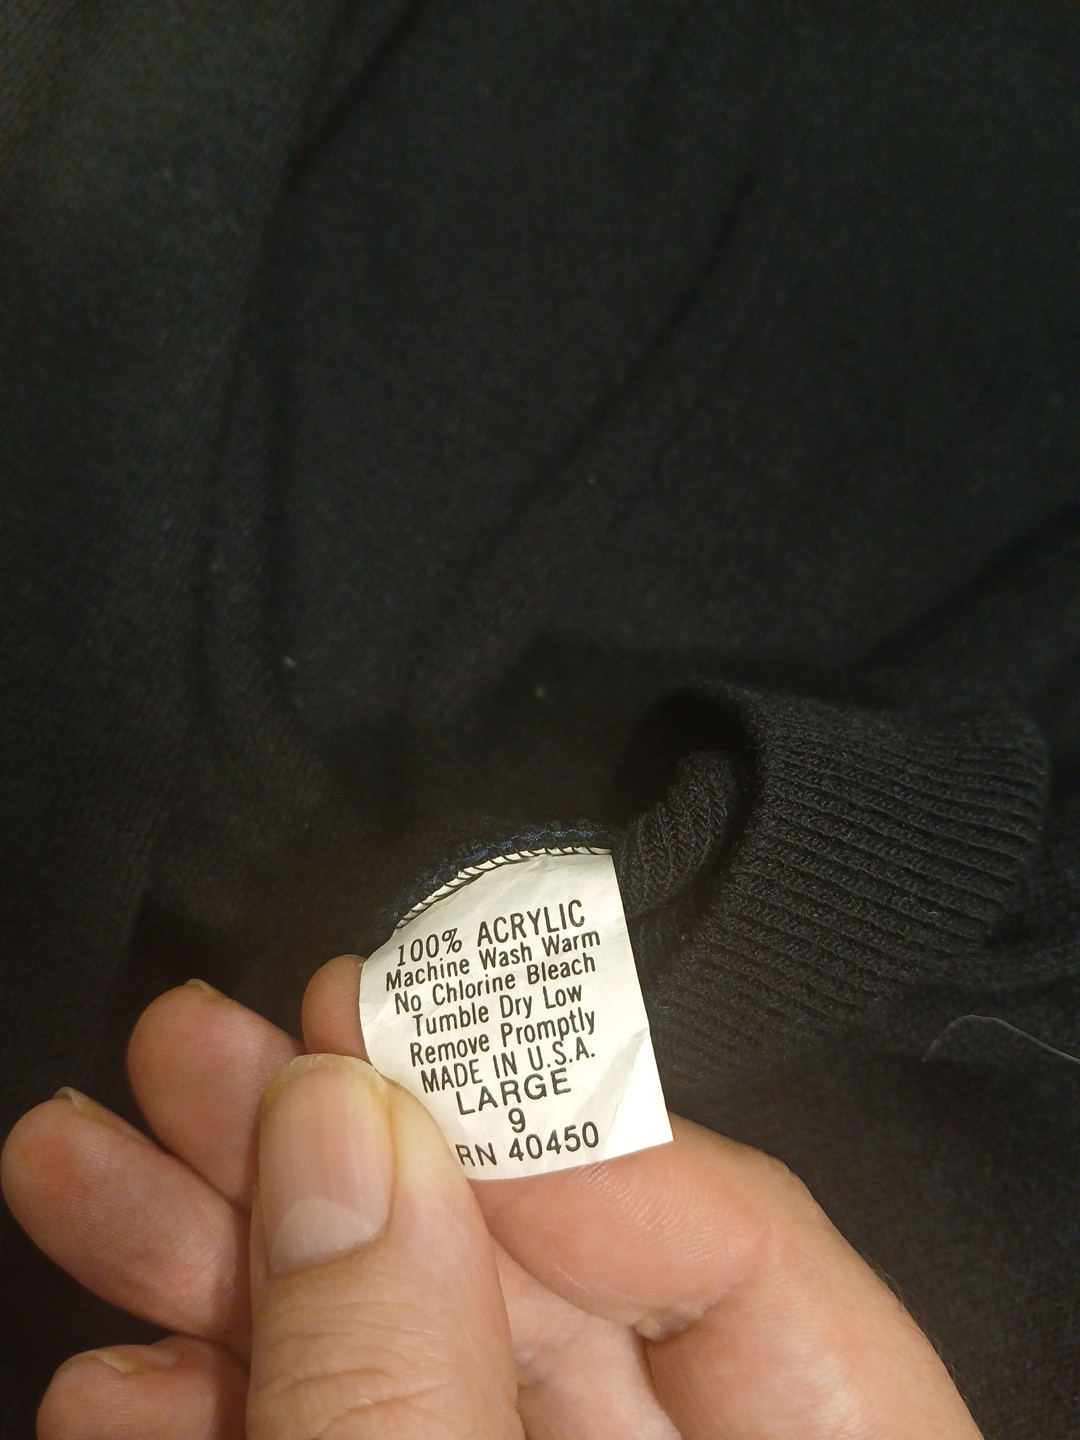 100% ACRYLIC
Machine Wash Warm
No Chlorine Bleach
Tumble Dry Low
Remove Promptly
MADE IN U.S.A.
LARGE
9
RN 40450